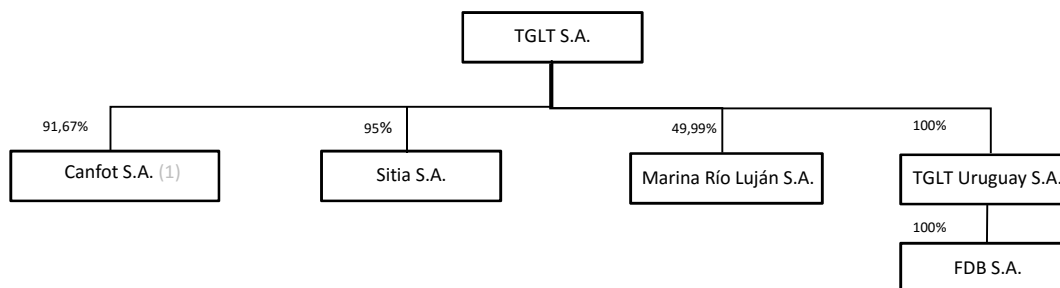 TGLT S.A.
91,67%
95%
49,99%
100%
Canfot S.A. (1)
Sitia S.A.
Marina Río Luján S.A.
TGLT Uruguay S.A.
100%
FDB S.A.